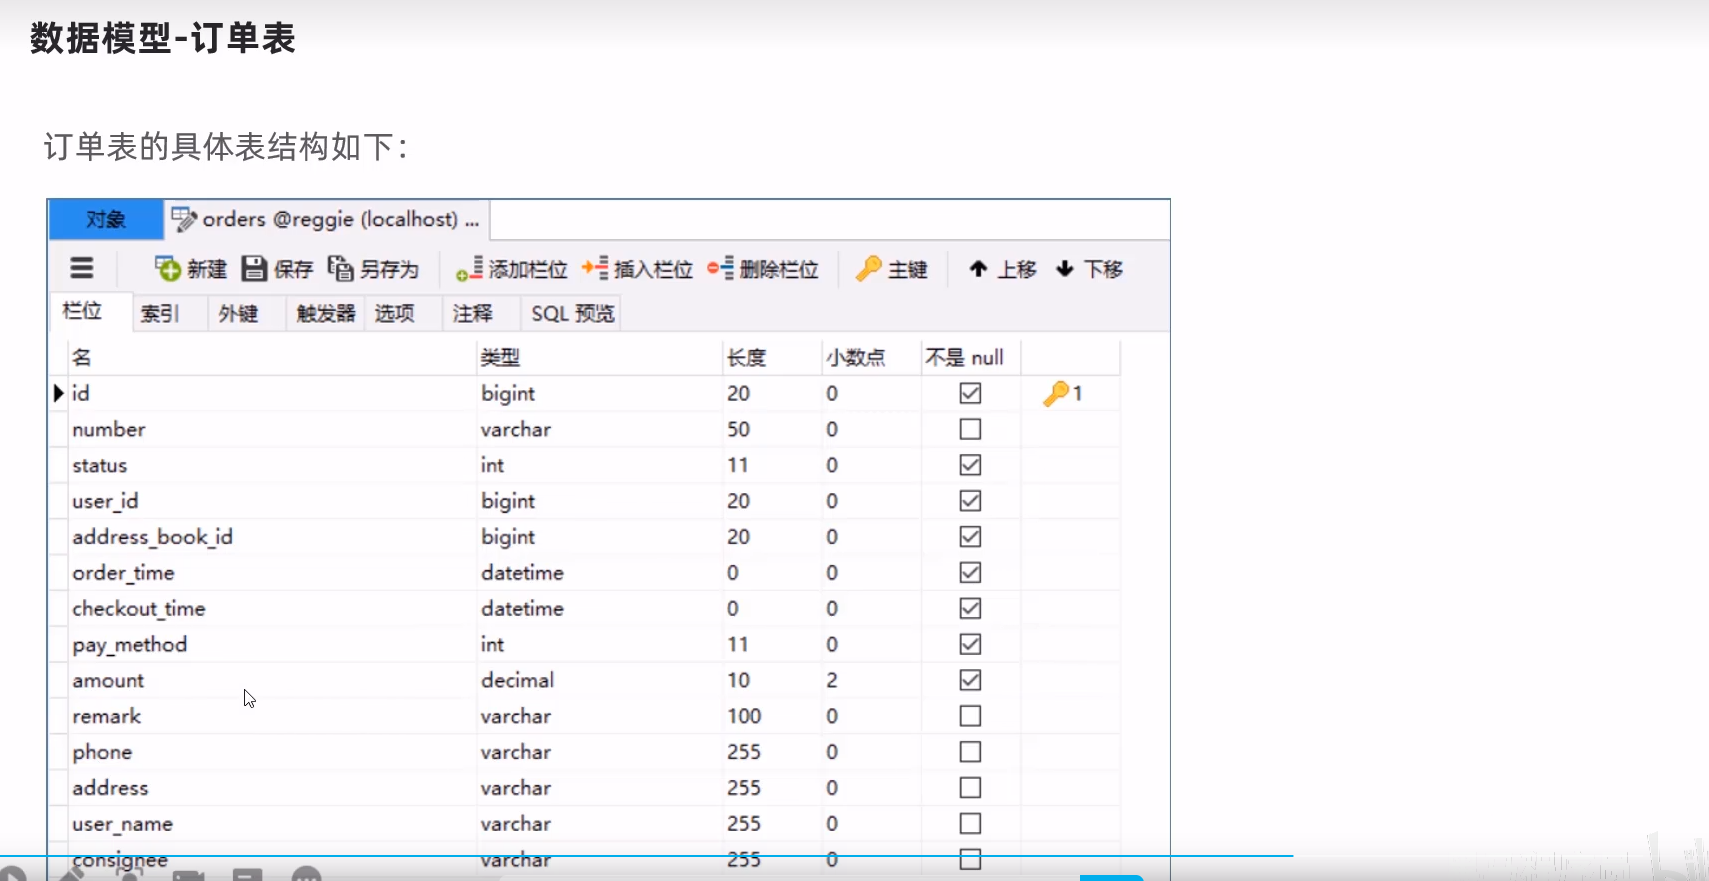 数据模型-订单表
订单表的具体表结构如下：
对象 orders @reggie (localhost) ...
新建 保存 另存为 添加栏位 插入栏位 删除栏位 主键 上移 下移
栏位 索引 外键 触发器 选项 注释 SQL 预览
名 类型 长度 小数点 不是 null
id bigint 20 0 1
number varchar 50 0
status int 11 0
user_id bigint 20 0
address_book_id bigint 20 0
order_time datetime 0 0
checkout_time datetime 0 0
pay_method int 11 0
amount decimal 10 2
remark varchar 100 0
phone varchar 255 0
address varchar 255 0
user_name varchar 255 0
consignee varchar 255 0